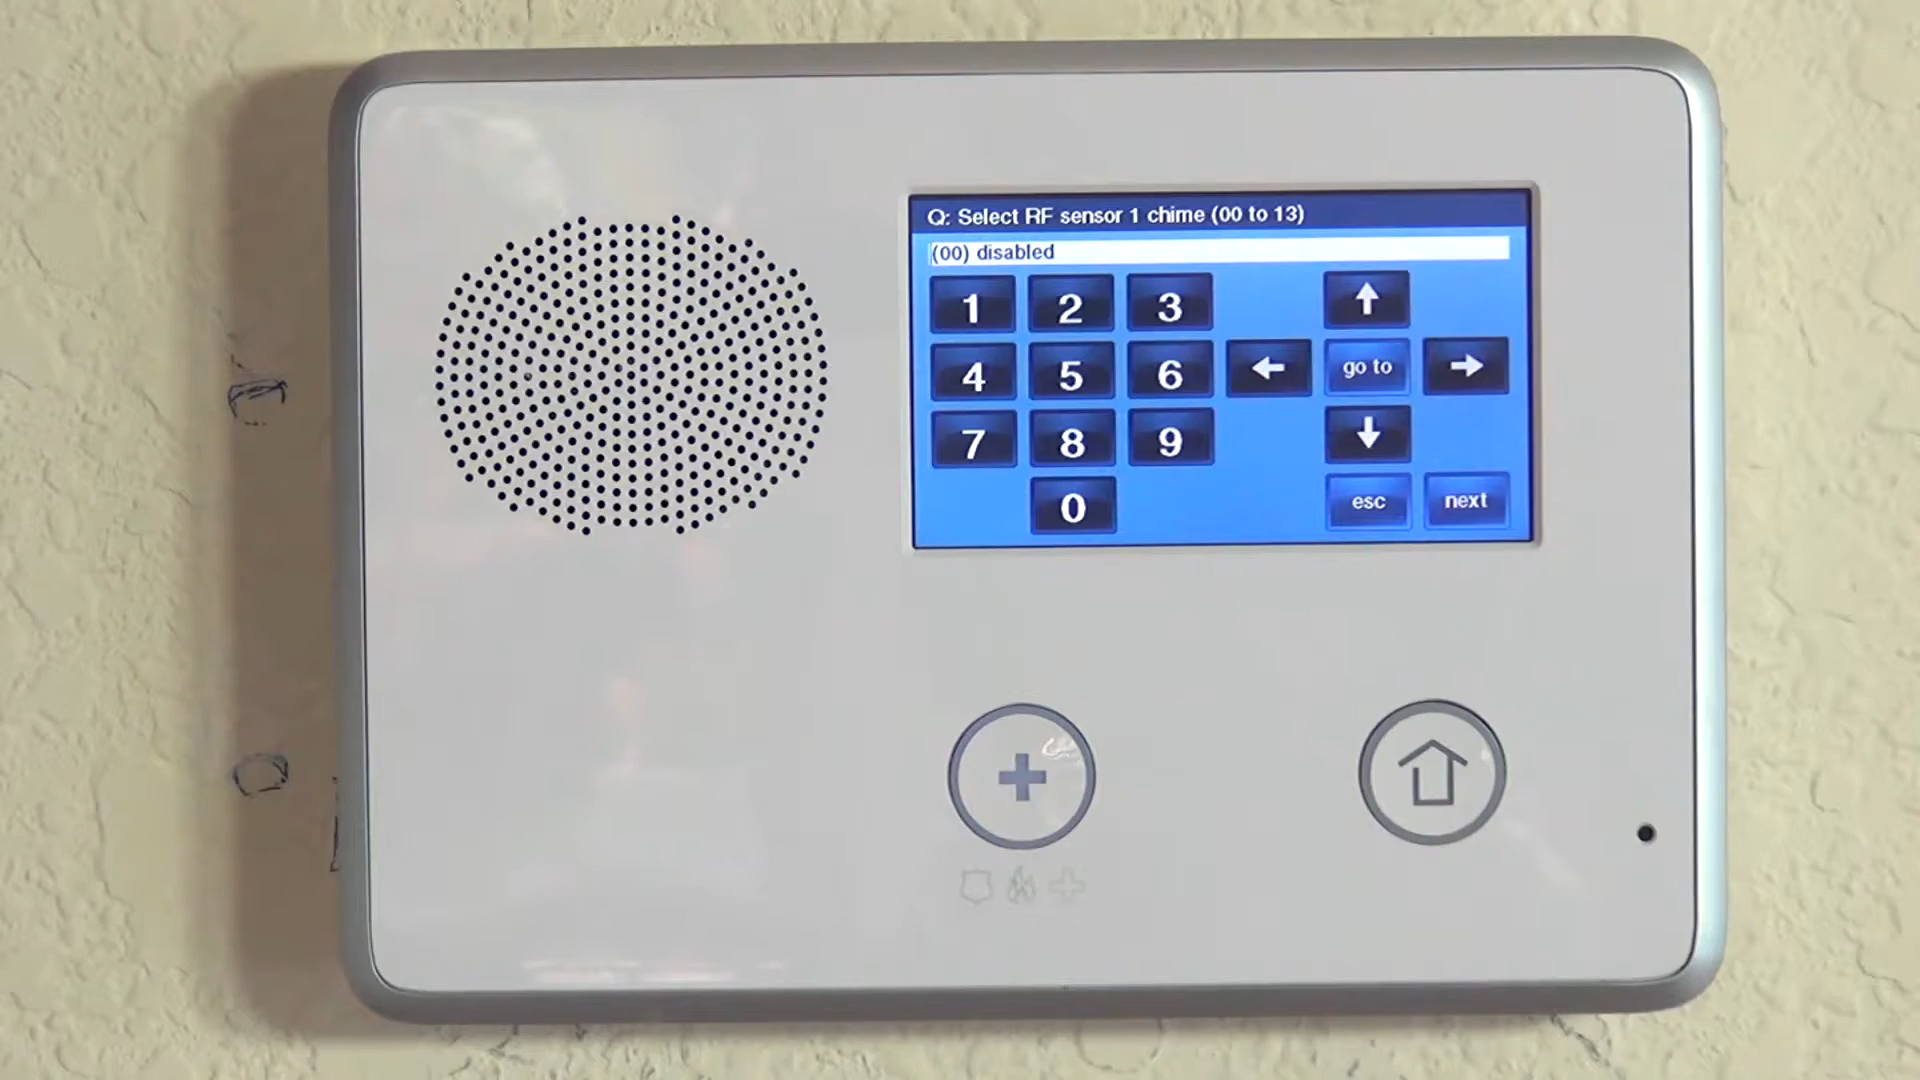 Q: Select RF sensor 1 chime (00 to 13)
(00) disabled
1 2 3
4 5 6 go to
7 8 9
0 esc next